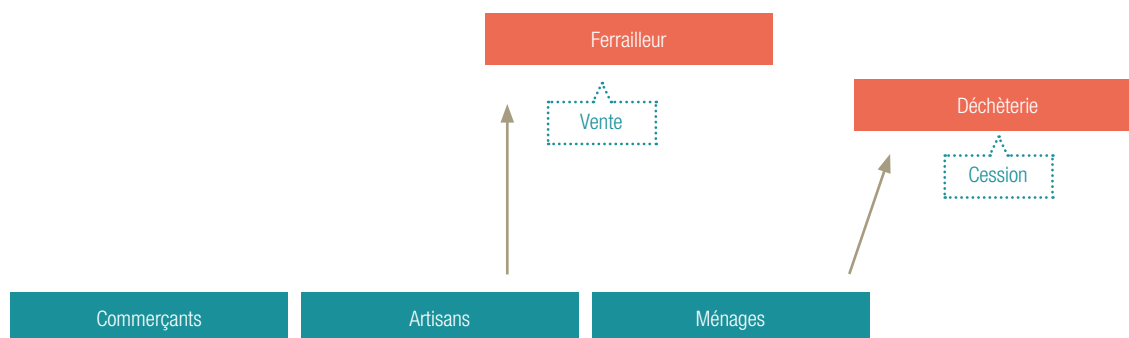 Ferrailleur
Vente
Déchèterie
Cession
Commerçants
Artisans
Ménages